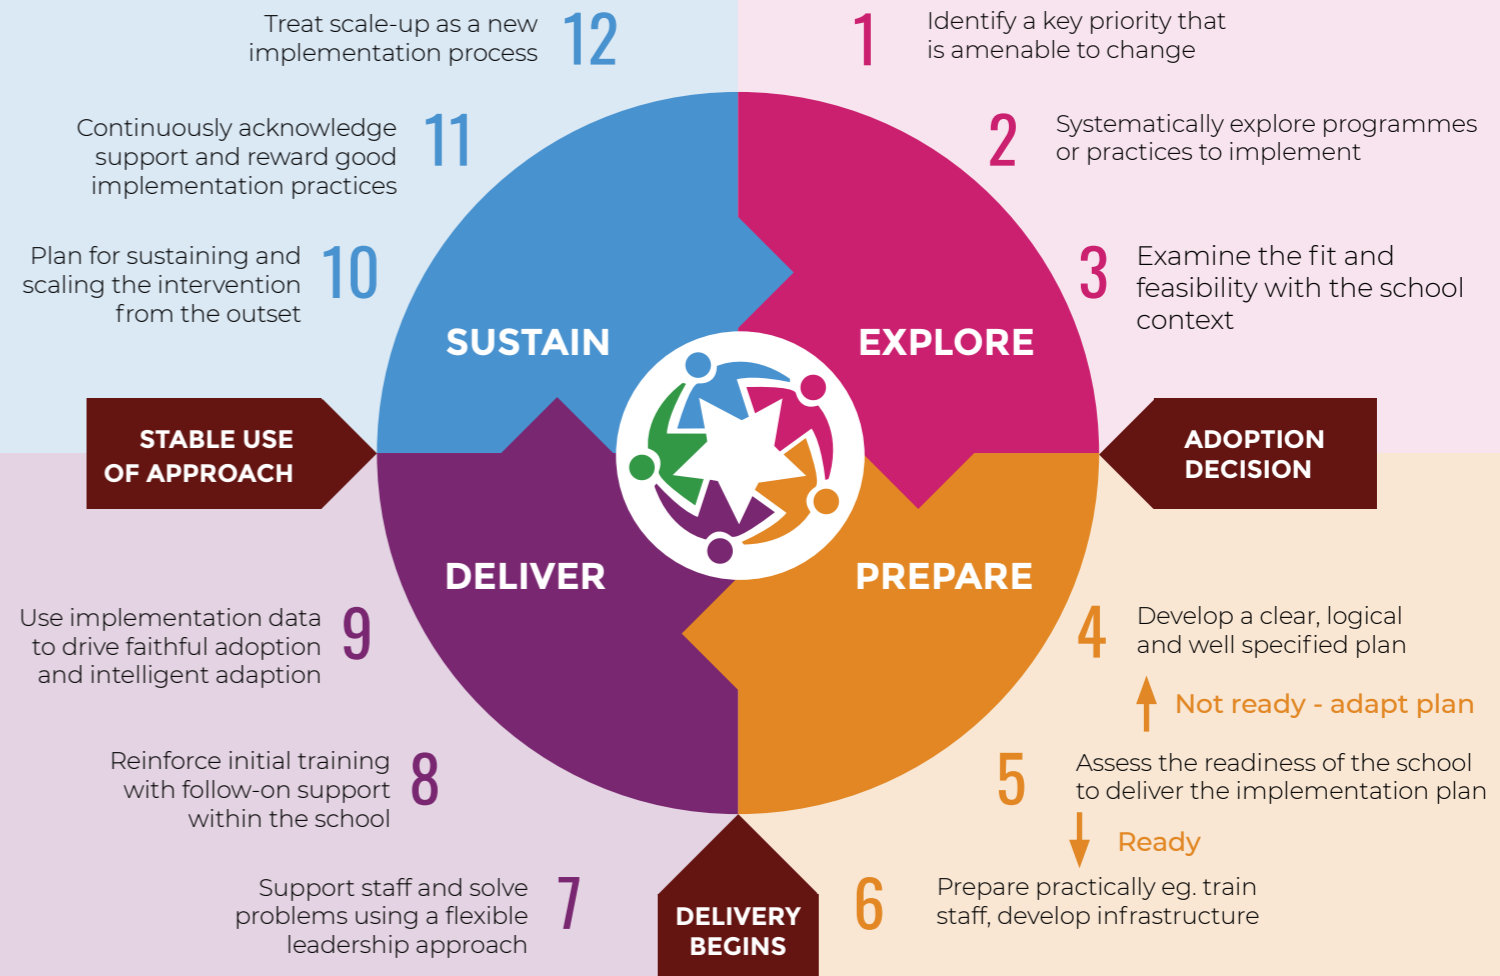 1
Identify a key priority that
is amenable to change
2
Systematically explore programmes
or practices to implement
3
Examine the fit and
feasibility with the school
context
EXPLORE
ADOPTION
DECISION
PREPARE
4
Develop a clear, logical
and well specified plan
Not ready - adapt plan
5
Assess the readiness of the school
to deliver the implementation plan
Ready
6
Prepare practically eg. train
staff, develop infrastructure
DELIVERY
BEGINS
DELIVER
7
Support staff and solve
problems using a flexible
leadership approach
8
Reinforce initial training
with follow-on support
within the school
9
Use implementation data
to drive faithful adoption
and intelligent adaption
STABLE USE
OF APPROACH
SUSTAIN
10
Plan for sustaining and
scaling the intervention
from the outset
11
Continuously acknowledge
support and reward good
implementation practices
12
Treat scale-up as a new
implementation process